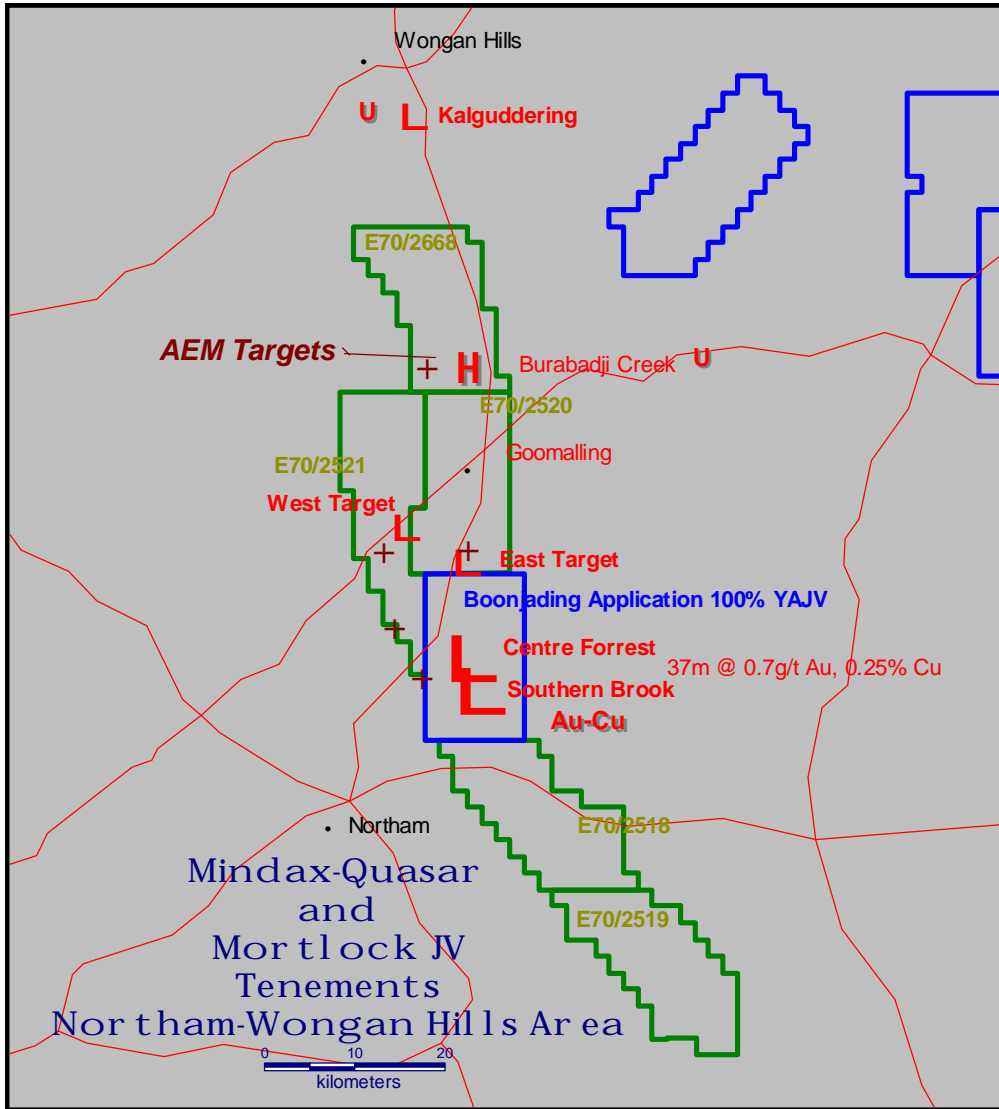 Wongan Hills
U
Kalguddering
E70/2668
AEM Targets
H
Burabadji Creek
U
E70/2520
Goomalling
E70/2521
West Target
East Target
Boonjading Application 100% YAJV
Centre Forrest
37m @ 0.7g/t Au, 0.25% Cu
Southern Brook
Au-Cu
Northam
E70/2518
E70/2519
Mindax-Quasar
and
Mortlock JV
Tenements
Northam-Wongan Hills Area
0 10 20
kilometers